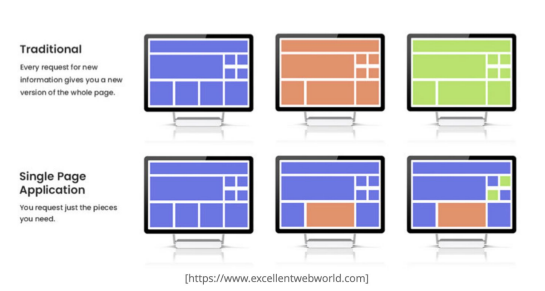 Traditional
Every request for new
information gives you a new
version of the whole page.
Single Page
Application
You request just the pieces
you need.
[https://www.excellentwebworld.com]